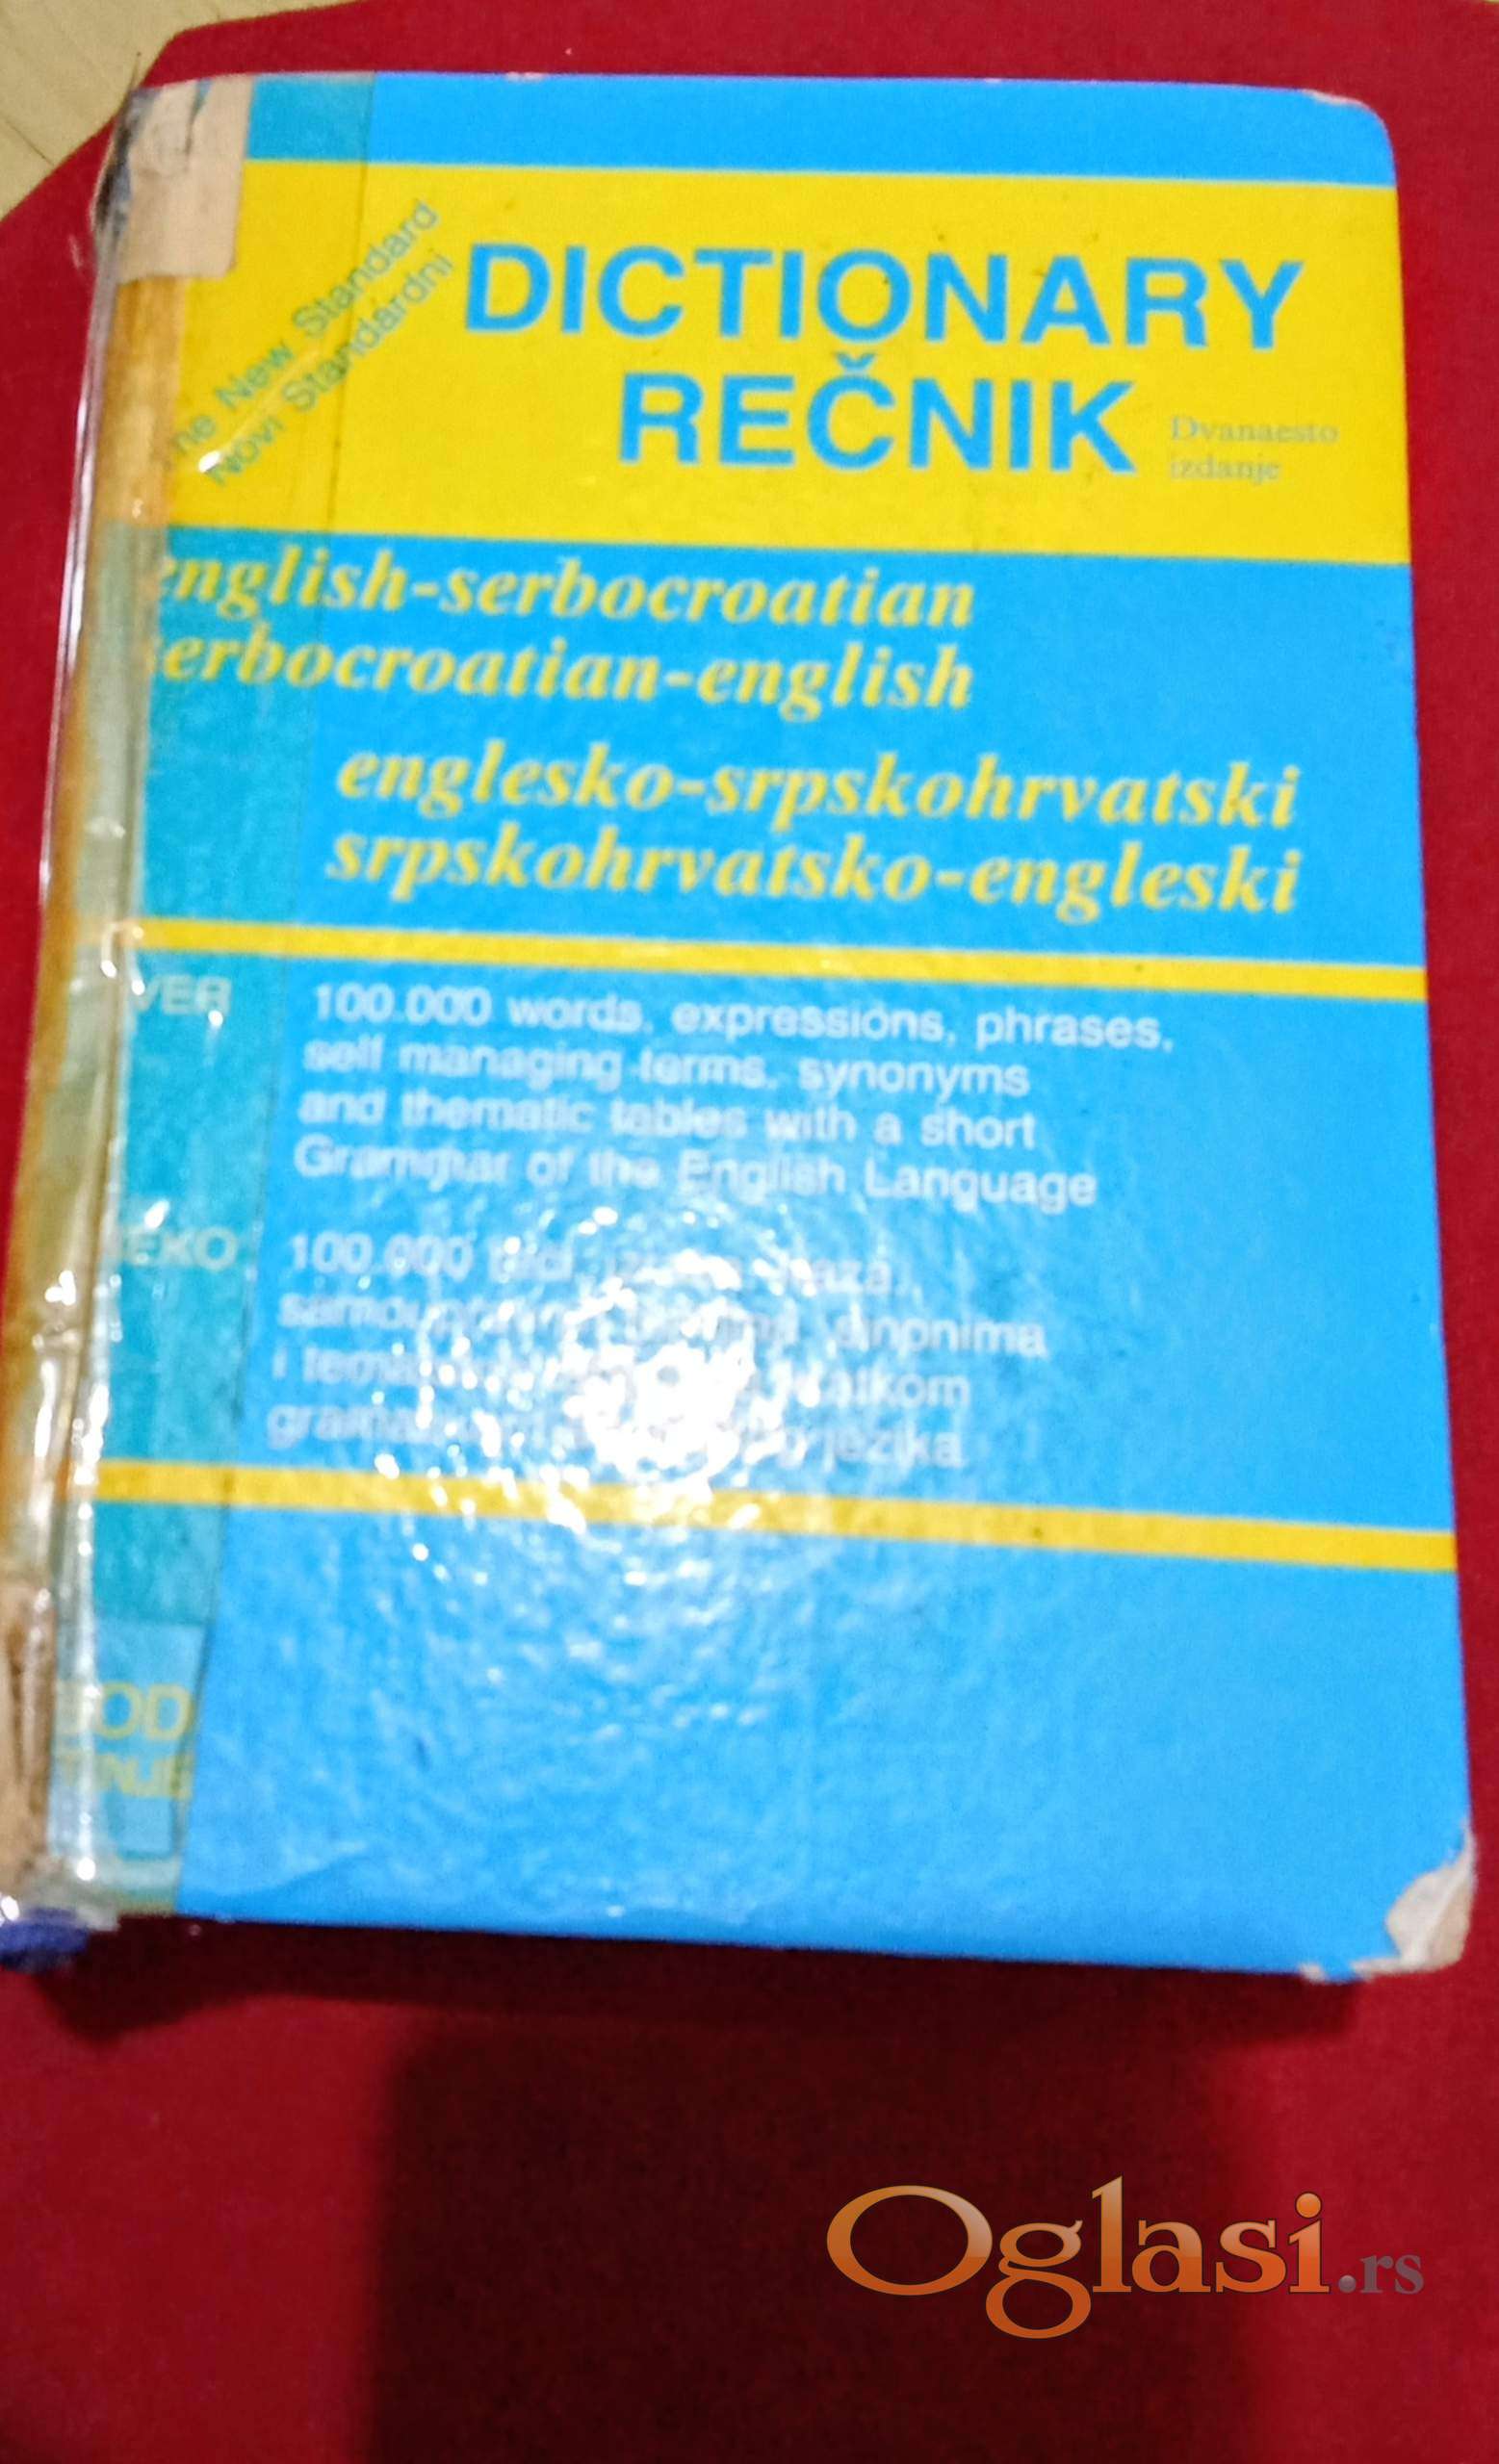 New Standard
Novi Standardni
DICTIONARY
REČNIK
Dvanaesto
izdanje
english-serbocroatian
serbocroatian-english
englesko-srpskohrvatski
srpskohrvatsko-engleski
VER 100.000 words, expressions, phrases,
self managing terms, synonyms
and thematic tables with a short
Grammar of the English Language
EKO 100.000
sinonima
i
jezika
Oglasi.rs